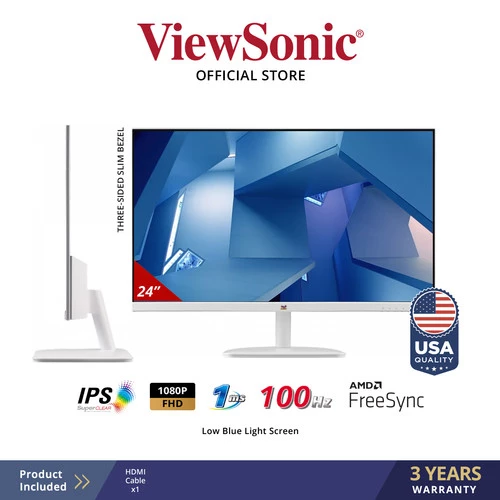 ViewSonic®
OFFICIAL STORE
THREE-SIDED SLIM BEZEL
24”
USA
QUALITY
IPS
SuperCLEAR
1080P
FHD
1ms
100Hz
AMD
FreeSync
Low Blue Light Screen
Product
Included >>
HDMI
Cable
x1
3 YEARS
WARRANTY